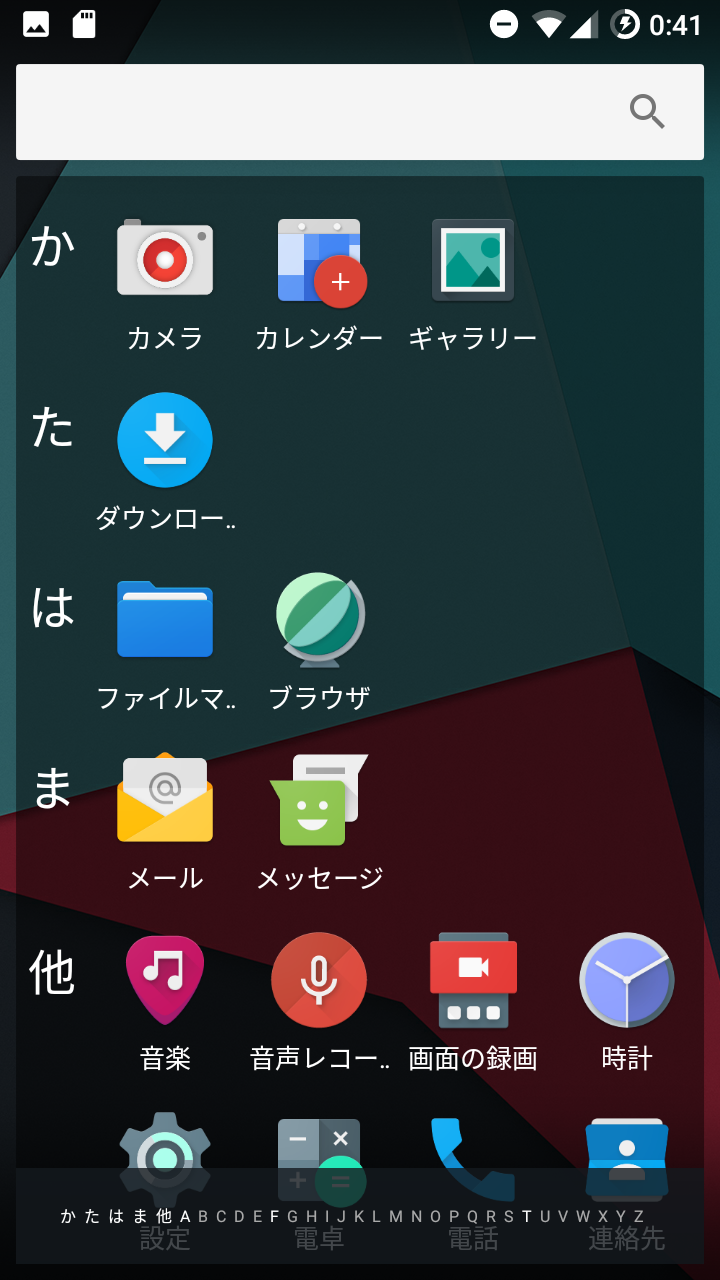 0:41
か
カメラ カレンダー ギャラリー
た
ダウンロー..
は
ファイルマ.. ブラウザ
ま
メール メッセージ
他
音楽 音声レコー.. 画面の録画 時計
か た は ま 他 A B C D E F G H I J K L M N O P Q R S T U V W X Y Z
設定 電卓 電話 連絡先